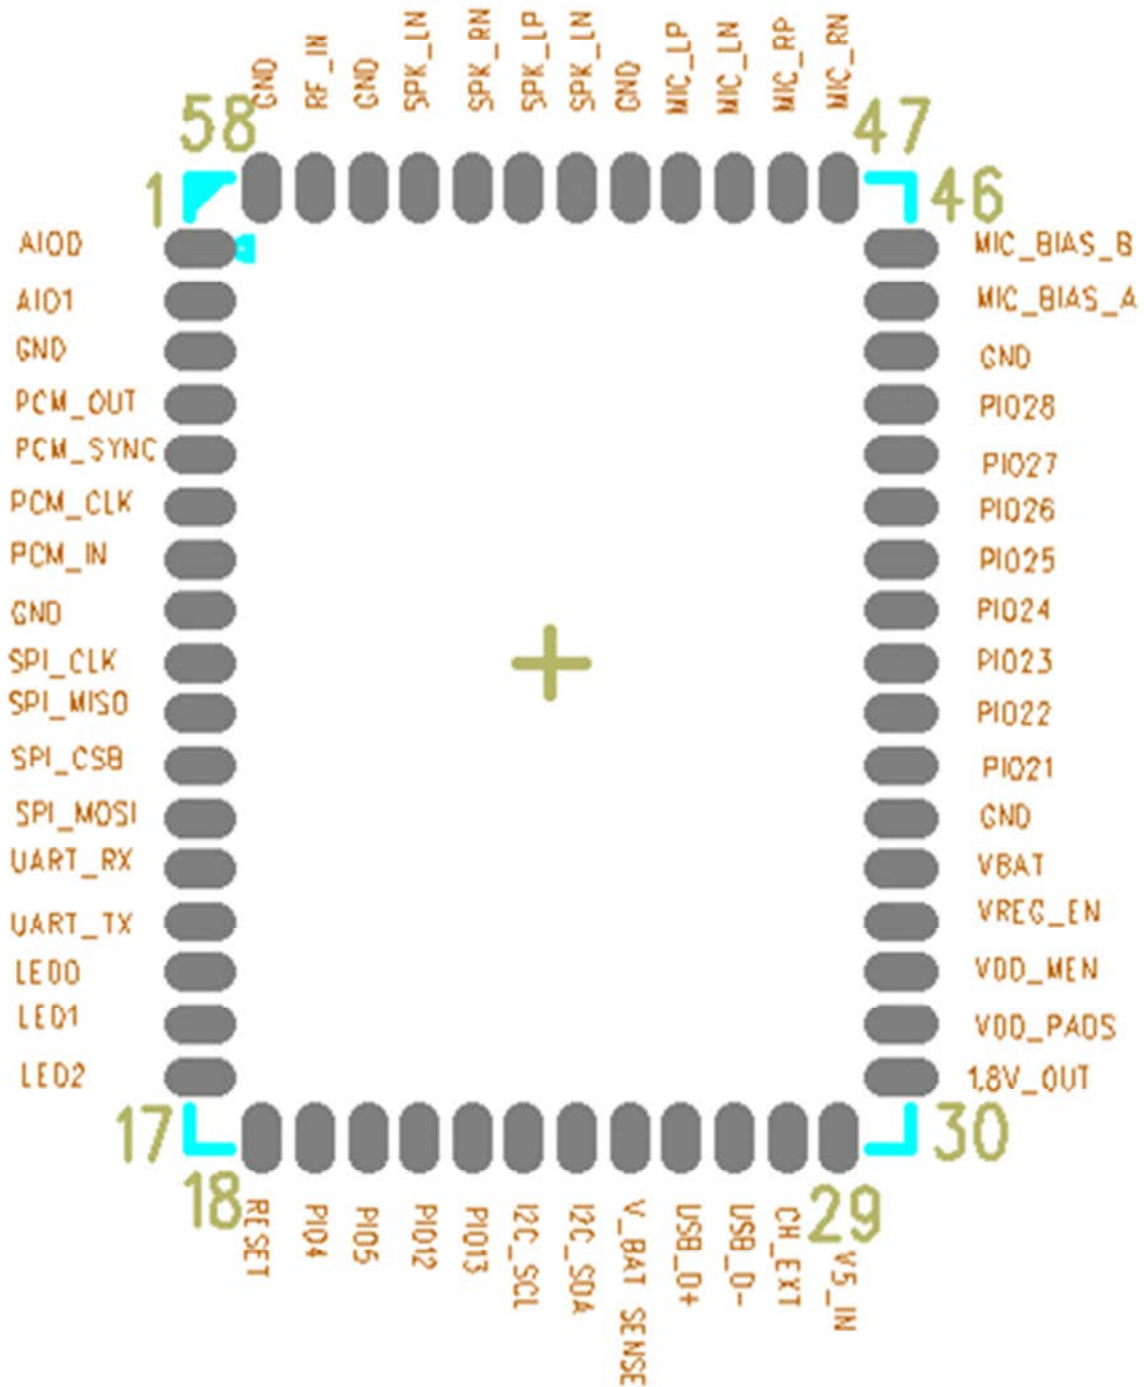 SPK_LN
SPK_RN
SPK_LP
SPK_LN
MIC_LP
MIC_LN
MIC_RP
MIC_RN
GND
RF_IN
GND
GND
58
47
1
46
AIO0
MIC_BIAS_B
AIO1
MIC_BIAS_A
GND
GND
PCM_OUT
PIO28
PCM_SYNC
PIO27
PCM_CLK
PIO26
PCM_IN
PIO25
GND
PIO24
SPI_CLK
PIO23
SPI_MISO
PIO22
SPI_CSB
PIO21
SPI_MOSI
GND
UART_RX
VBAT
UART_TX
VREG_EN
LED0
VDD_MEN
LED1
VDD_PADS
LED2
1.8V_OUT
17
30
18
29
RESET
PIO4
PIO5
PIO12
PIO13
I2C_SCL
I2C_SDA
V_BAT SENSE
USB_D+
USB_D-
CH_EXT
V5_IN